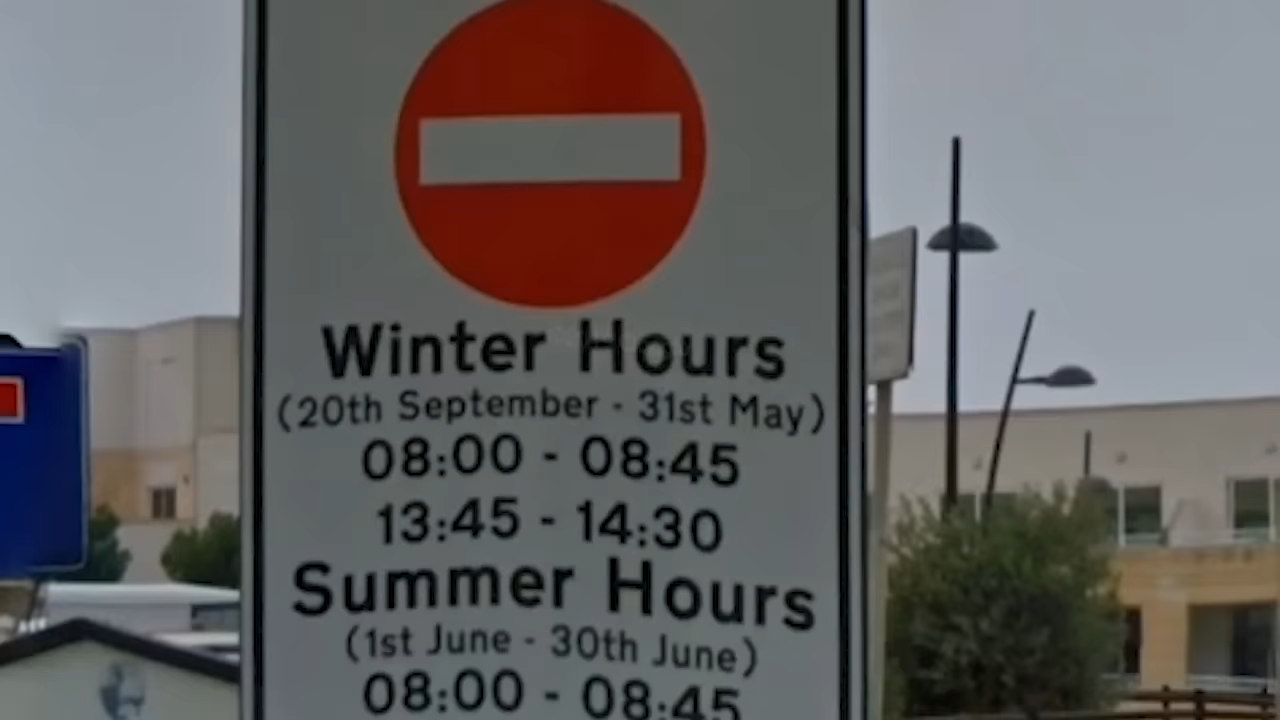 Winter Hours
(20th September - 31st May)
08:00 - 08:45
13:45 - 14:30
Summer Hours
(1st June - 30th June)
08:00 - 08:45